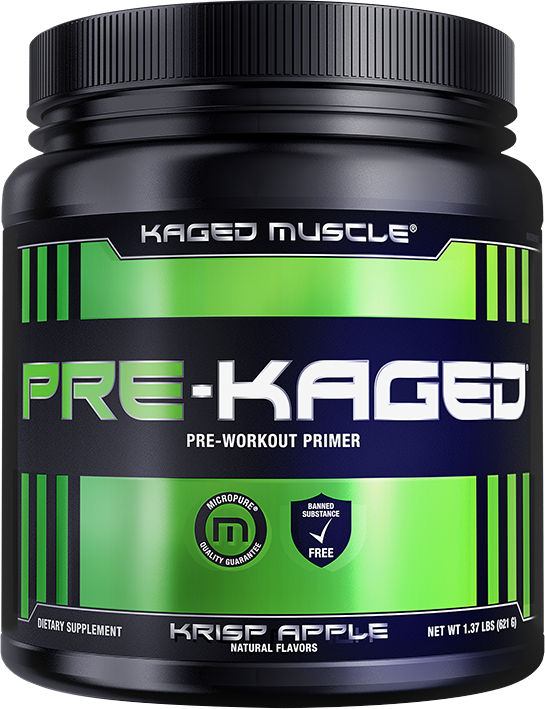 KAGED MUSCLE®
PRE-KAGED®
PRE-WORKOUT PRIMER
MICROPURE®
m
QUALITY GUARANTEE
BANNED
SUBSTANCE
FREE
DIETARY SUPPLEMENT
KRISP APPLE
NATURAL FLAVORS
NET WT 1.37 LBS (621 G)